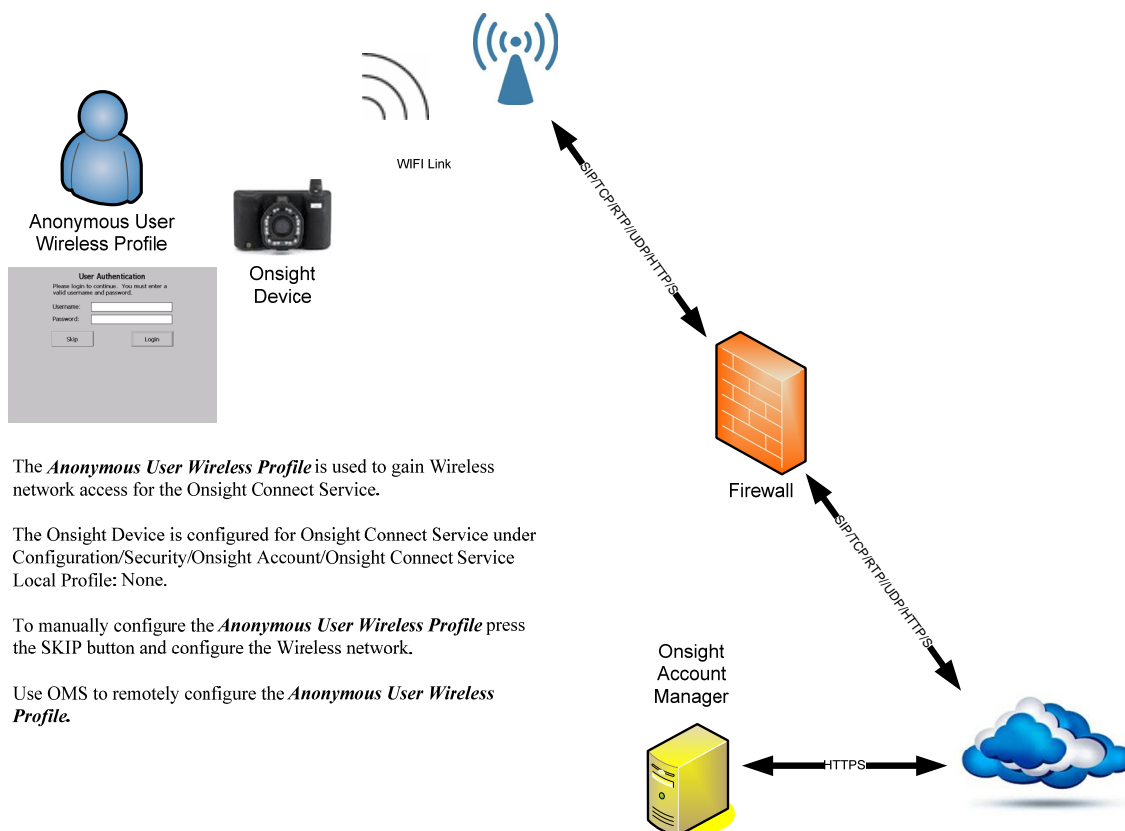 WIFI Link
Anonymous User
Wireless Profile
Onsight
Device
User Authentication
Please login to continue. You must enter a
valid username and password.
Username:
Password:
Skip
Login
SIP/TCP/RTP//UDP/HTTP/S
Firewall
SIP/TCP/RTP//UDP/HTTP/S
The Anonymous User Wireless Profile is used to gain Wireless
network access for the Onsight Connect Service.
The Onsight Device is configured for Onsight Connect Service under
Configuration/Security/Onsight Account/Onsight Connect Service
Local Profile: None.
To manually configure the Anonymous User Wireless Profile press
the SKIP button and configure the Wireless network.
Use OMS to remotely configure the Anonymous User Wireless
Profile.
Onsight
Account
Manager
HTTPS